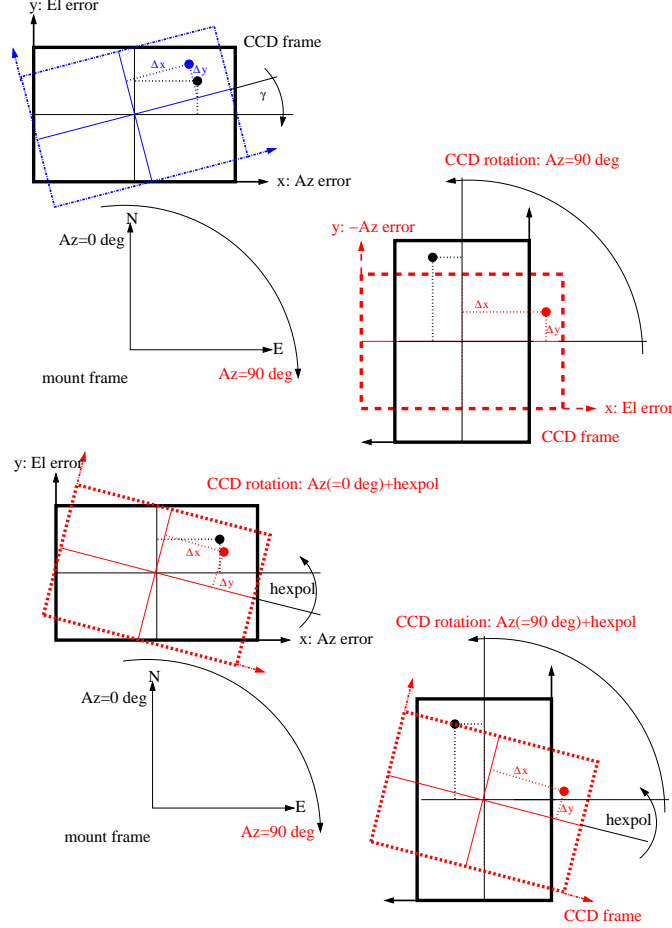 y: El error
CCD frame
Δx
Δy
γ
x: Az error
N
Az=0 deg
E
Az=90 deg
mount frame
CCD rotation: Az=90 deg
y: −Az error
Δx
Δy
x: El error
CCD frame
y: El error
CCD rotation: Az(=0 deg)+hexpol
Δx
Δy
hexpol
x: Az error
N
Az=0 deg
E
Az=90 deg
mount frame
CCD rotation: Az(=90 deg)+hexpol
Δx
Δy
hexpol
CCD frame